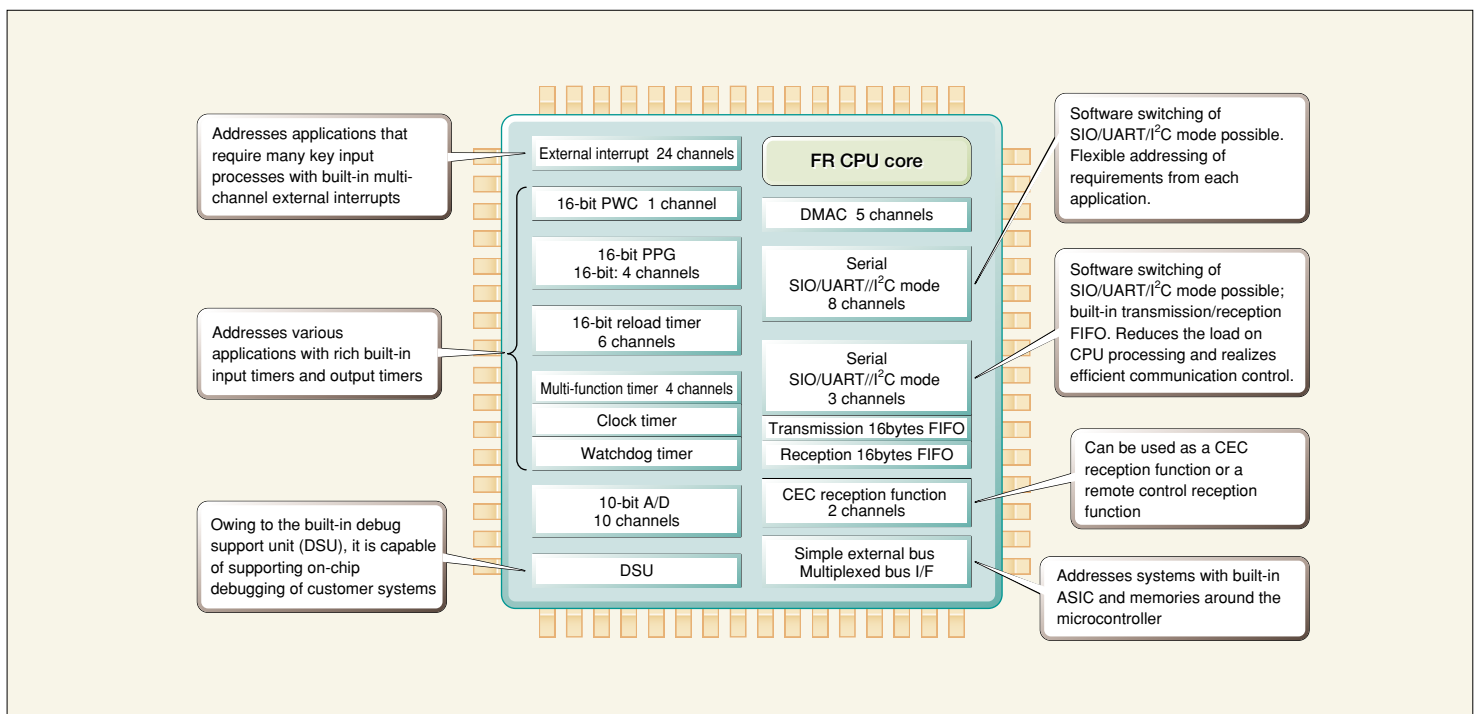 Addresses applications that
require many key input
processes with built-in multi-
channel external interrupts
Addresses various
applications with rich built-in
input timers and output timers
Owing to the built-in debug
support unit (DSU), it is capable
of supporting on-chip
debugging of customer systems
External interrupt 24 channels
16-bit PWC 1 channel
16-bit PPG
16-bit: 4 channels
16-bit reload timer
6 channels
Multi-function timer 4 channels
Clock timer
Watchdog timer
10-bit A/D
10 channels
DSU
FR CPU core
DMAC 5 channels
Serial
SIO/UART//I²C mode
8 channels
Serial
SIO/UART//I²C mode
3 channels
Transmission 16bytes FIFO
Reception 16bytes FIFO
CEC reception function
2 channels
Simple external bus
Multiplexed bus I/F
Software switching of
SIO/UART/I²C mode possible.
Flexible addressing of
requirements from each
application.
Software switching of
SIO/UART/I²C mode possible;
built-in transmission/reception
FIFO. Reduces the load on
CPU processing and realizes
efficient communication control.
Can be used as a CEC
reception function or a
remote control reception
function
Addresses systems with built-in
ASIC and memories around the
microcontroller